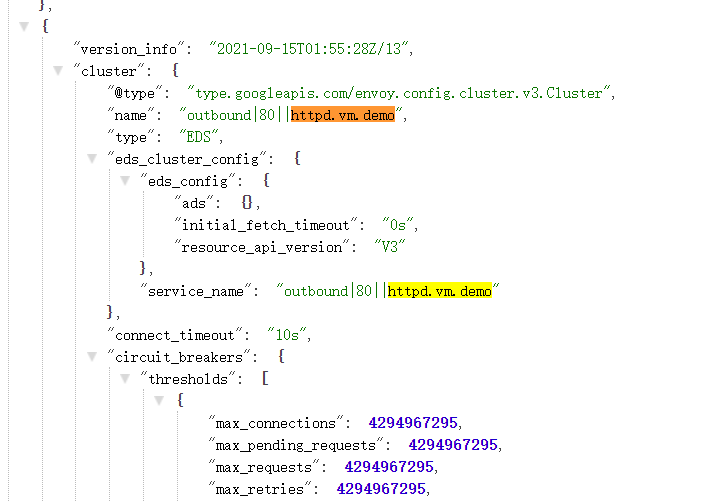 },
{
"version_info": "2021-09-15T01:55:28Z/13",
"cluster": {
"@type": "type.googleapis.com/envoy.config.cluster.v3.Cluster",
"name": "outbound|80||httpd.vm.demo",
"type": "EDS",
"eds_cluster_config": {
"eds_config": {
"ads": {},
"initial_fetch_timeout": "0s",
"resource_api_version": "V3"
},
"service_name": "outbound|80||httpd.vm.demo"
},
"connect_timeout": "10s",
"circuit_breakers": {
"thresholds": [
{
"max_connections": 4294967295,
"max_pending_requests": 4294967295,
"max_requests": 4294967295,
"max_retries": 4294967295,